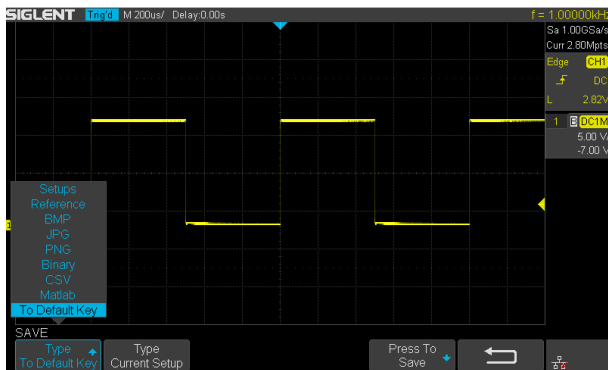 SIGLENT Trig'd M 200us/ Delay:0.00s f = 1.00000kHz
Sa 1.00GSa/s
Curr 2.80Mpts
Edge CH1
DC
L 2.82V
1 B DC1M
5.00 V/
-7.00 V
1
Setups
Reference
BMP
JPG
PNG
Binary
CSV
Matlab
To Default Key
SAVE
Type
To Default Key
Type
Current Setup
Press To
Save